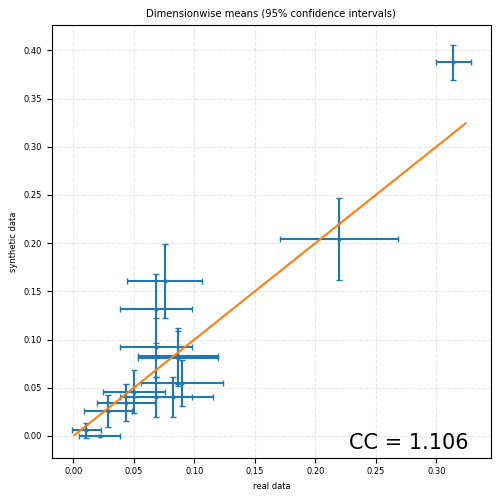 Dimensionwise means (95% confidence intervals)
0.40
0.35
0.30
0.25
0.20
0.15
0.10
0.05
0.00
synthetic data
CC = 1.106
0.00 0.05 0.10 0.15 0.20 0.25 0.30
real data